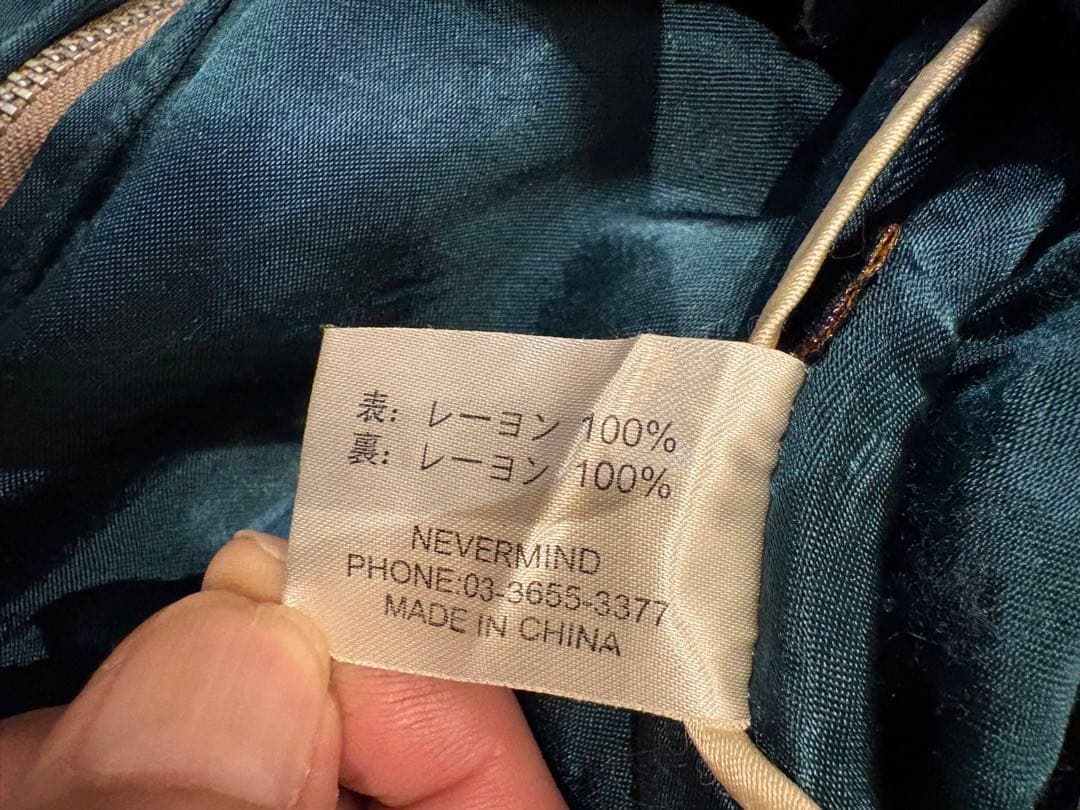 表: レーヨン 100%
裏: レーヨン 100%
NEVERMIND
PHONE:03-3655-3377
MADE IN CHINA